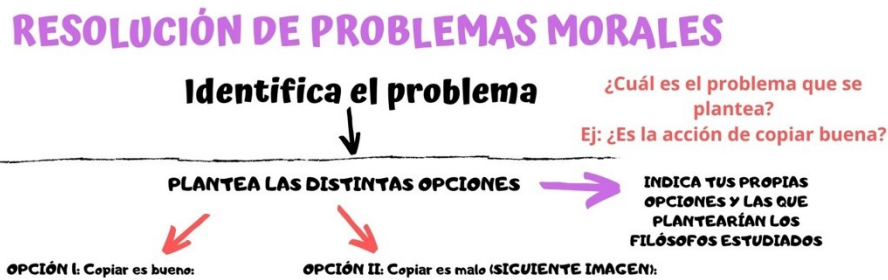 RESOLUCIÓN DE PROBLEMAS MORALES
Identifica el problema
¿Cuál es el problema que se
plantea?
Ej: ¿Es la acción de copiar buena?
PLANTEA LAS DISTINTAS OPCIONES
INDICA TUS PROPIAS
OPCIONES Y LAS QUE
PLANTEARÍAN LOS
FILÓSOFOS ESTUDIADOS
OPCIÓN I: Copiar es bueno:
OPCIÓN II: Copiar es malo (SIGUIENTE IMAGEN):